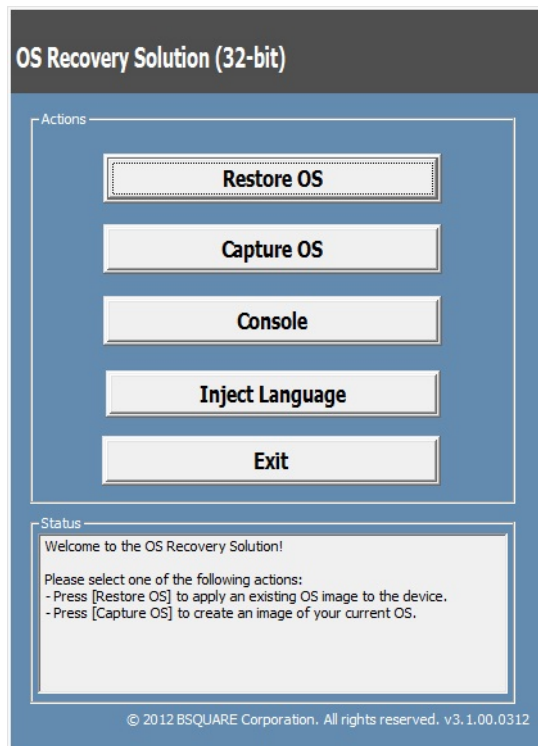 OS Recovery Solution (32-bit)
Actions
Restore OS
Capture OS
Console
Inject Language
Exit
Status
Welcome to the OS Recovery Solution!
Please select one of the following actions:
- Press [Restore OS] to apply an existing OS image to the device.
- Press [Capture OS] to create an image of your current OS.
© 2012 BSQUARE Corporation. All rights reserved. v3.1.00.0312